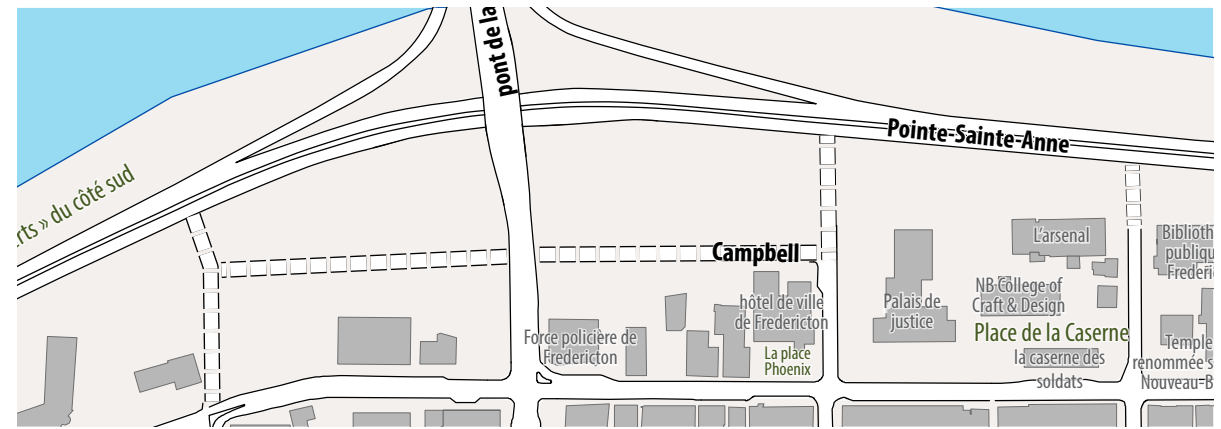 pont de la
Pointe-Sainte-Anne
rts » du côté sud
Campbell
L'arsenal
Biblioth
publiqu
Frederi
NB College of
Craft & Design
hôtel de ville
de Fredericton
Palais de
justice
Force policière de
Fredericton
La place
Phoenix
Place de la Caserne
la caserne des
soldats
Temple
renommée s
Nouveau-B